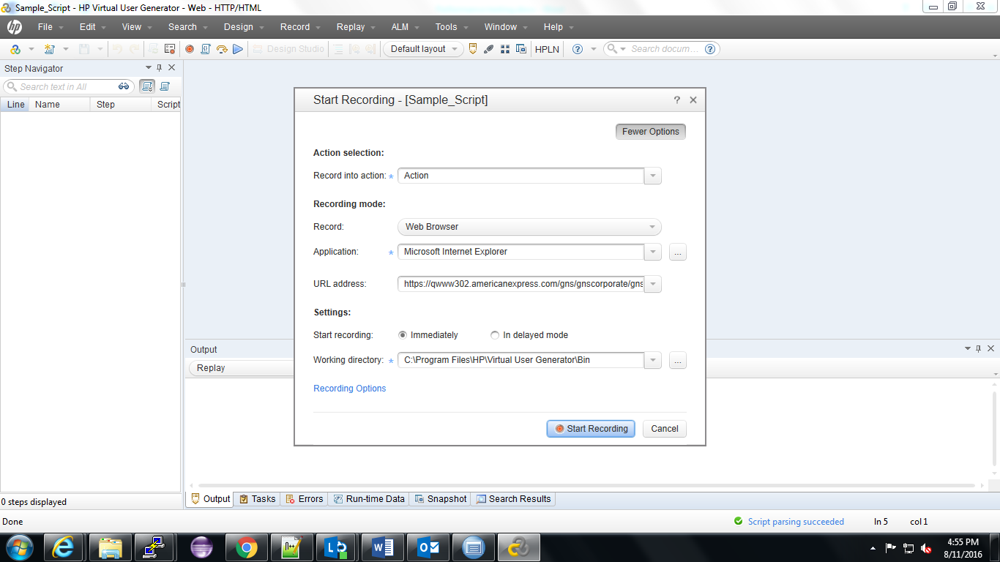 Sample_Script - HP Virtual User Generator - Web - HTTP/HTML
hp File Edit View Search Design Record Replay ALM Tools Window Help
Design Studio Default layout HPLN ? Search docum... ?
Step Navigator
Search text in All
Line Name Step Script
Start Recording - [Sample_Script] ?
Fewer Options
Action selection:
Record into action: * Action
Recording mode:
Record: Web Browser
Application: * Microsoft Internet Explorer ...
URL address: https://qwww302.americanexpress.com/gns/gnscorporate/gns
Settings:
Start recording: Immediately In delayed mode
Working directory: * C:\Program Files\HP\Virtual User Generator\Bin ...
Recording Options
Start Recording Cancel
Output
Replay
0 steps displayed
Output Tasks Errors Run-time Data Snapshot Search Results
Done Script parsing succeeded ln 5 col 1
4:55 PM
8/11/2016